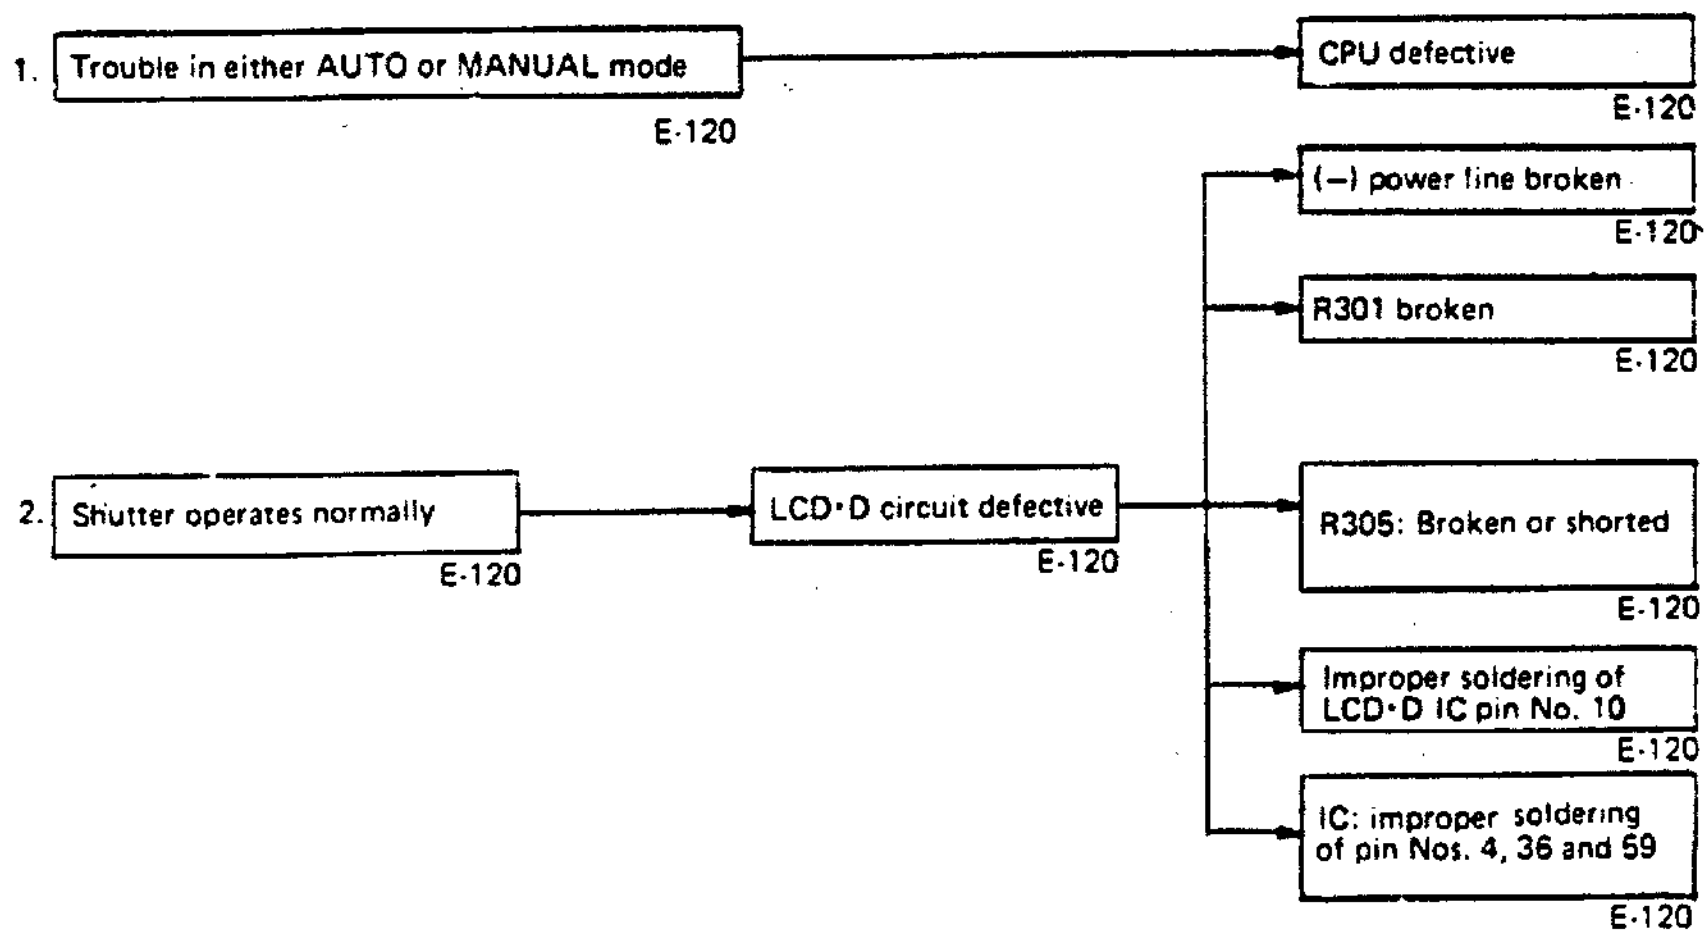 1. Trouble in either AUTO or MANUAL mode
E-120
CPU defective
E-120
(−) power line broken
E-120
R301 broken
E-120
2. Shutter operates normally
E-120
LCD·D circuit defective
E-120
R305: Broken or shorted
E-120
Improper soldering of
LCD·D IC pin No. 10
E-120
IC: improper soldering
of pin Nos. 4, 36 and 59
E-120